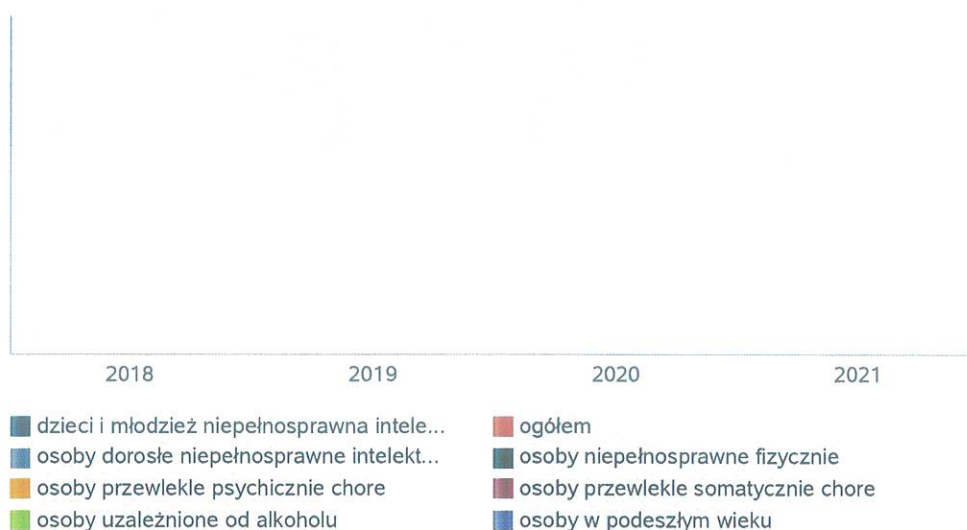 2018 2019 2020 2021
dzieci i młodzież niepełnosprawna intele... ogółem
osoby dorosłe niepełnosprawne intelekt... osoby niepełnosprawne fizycznie
osoby przewlekle psychicznie chore osoby przewlekle somatycznie chore
osoby uzależnione od alkoholu osoby w podeszłym wieku